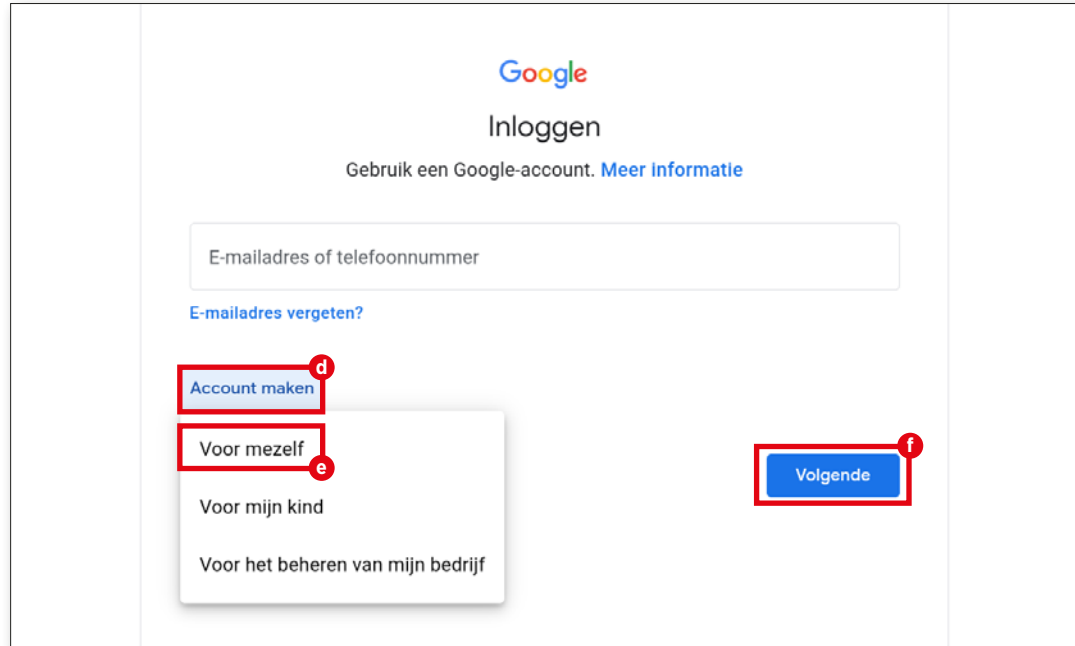 Google
Inloggen
Gebruik een Google-account. Meer informatie
E-mailadres of telefoonnummer
E-mailadres vergeten?
d
Account maken
Voor mezelf
e
f
Volgende
Voor mijn kind
Voor het beheren van mijn bedrijf